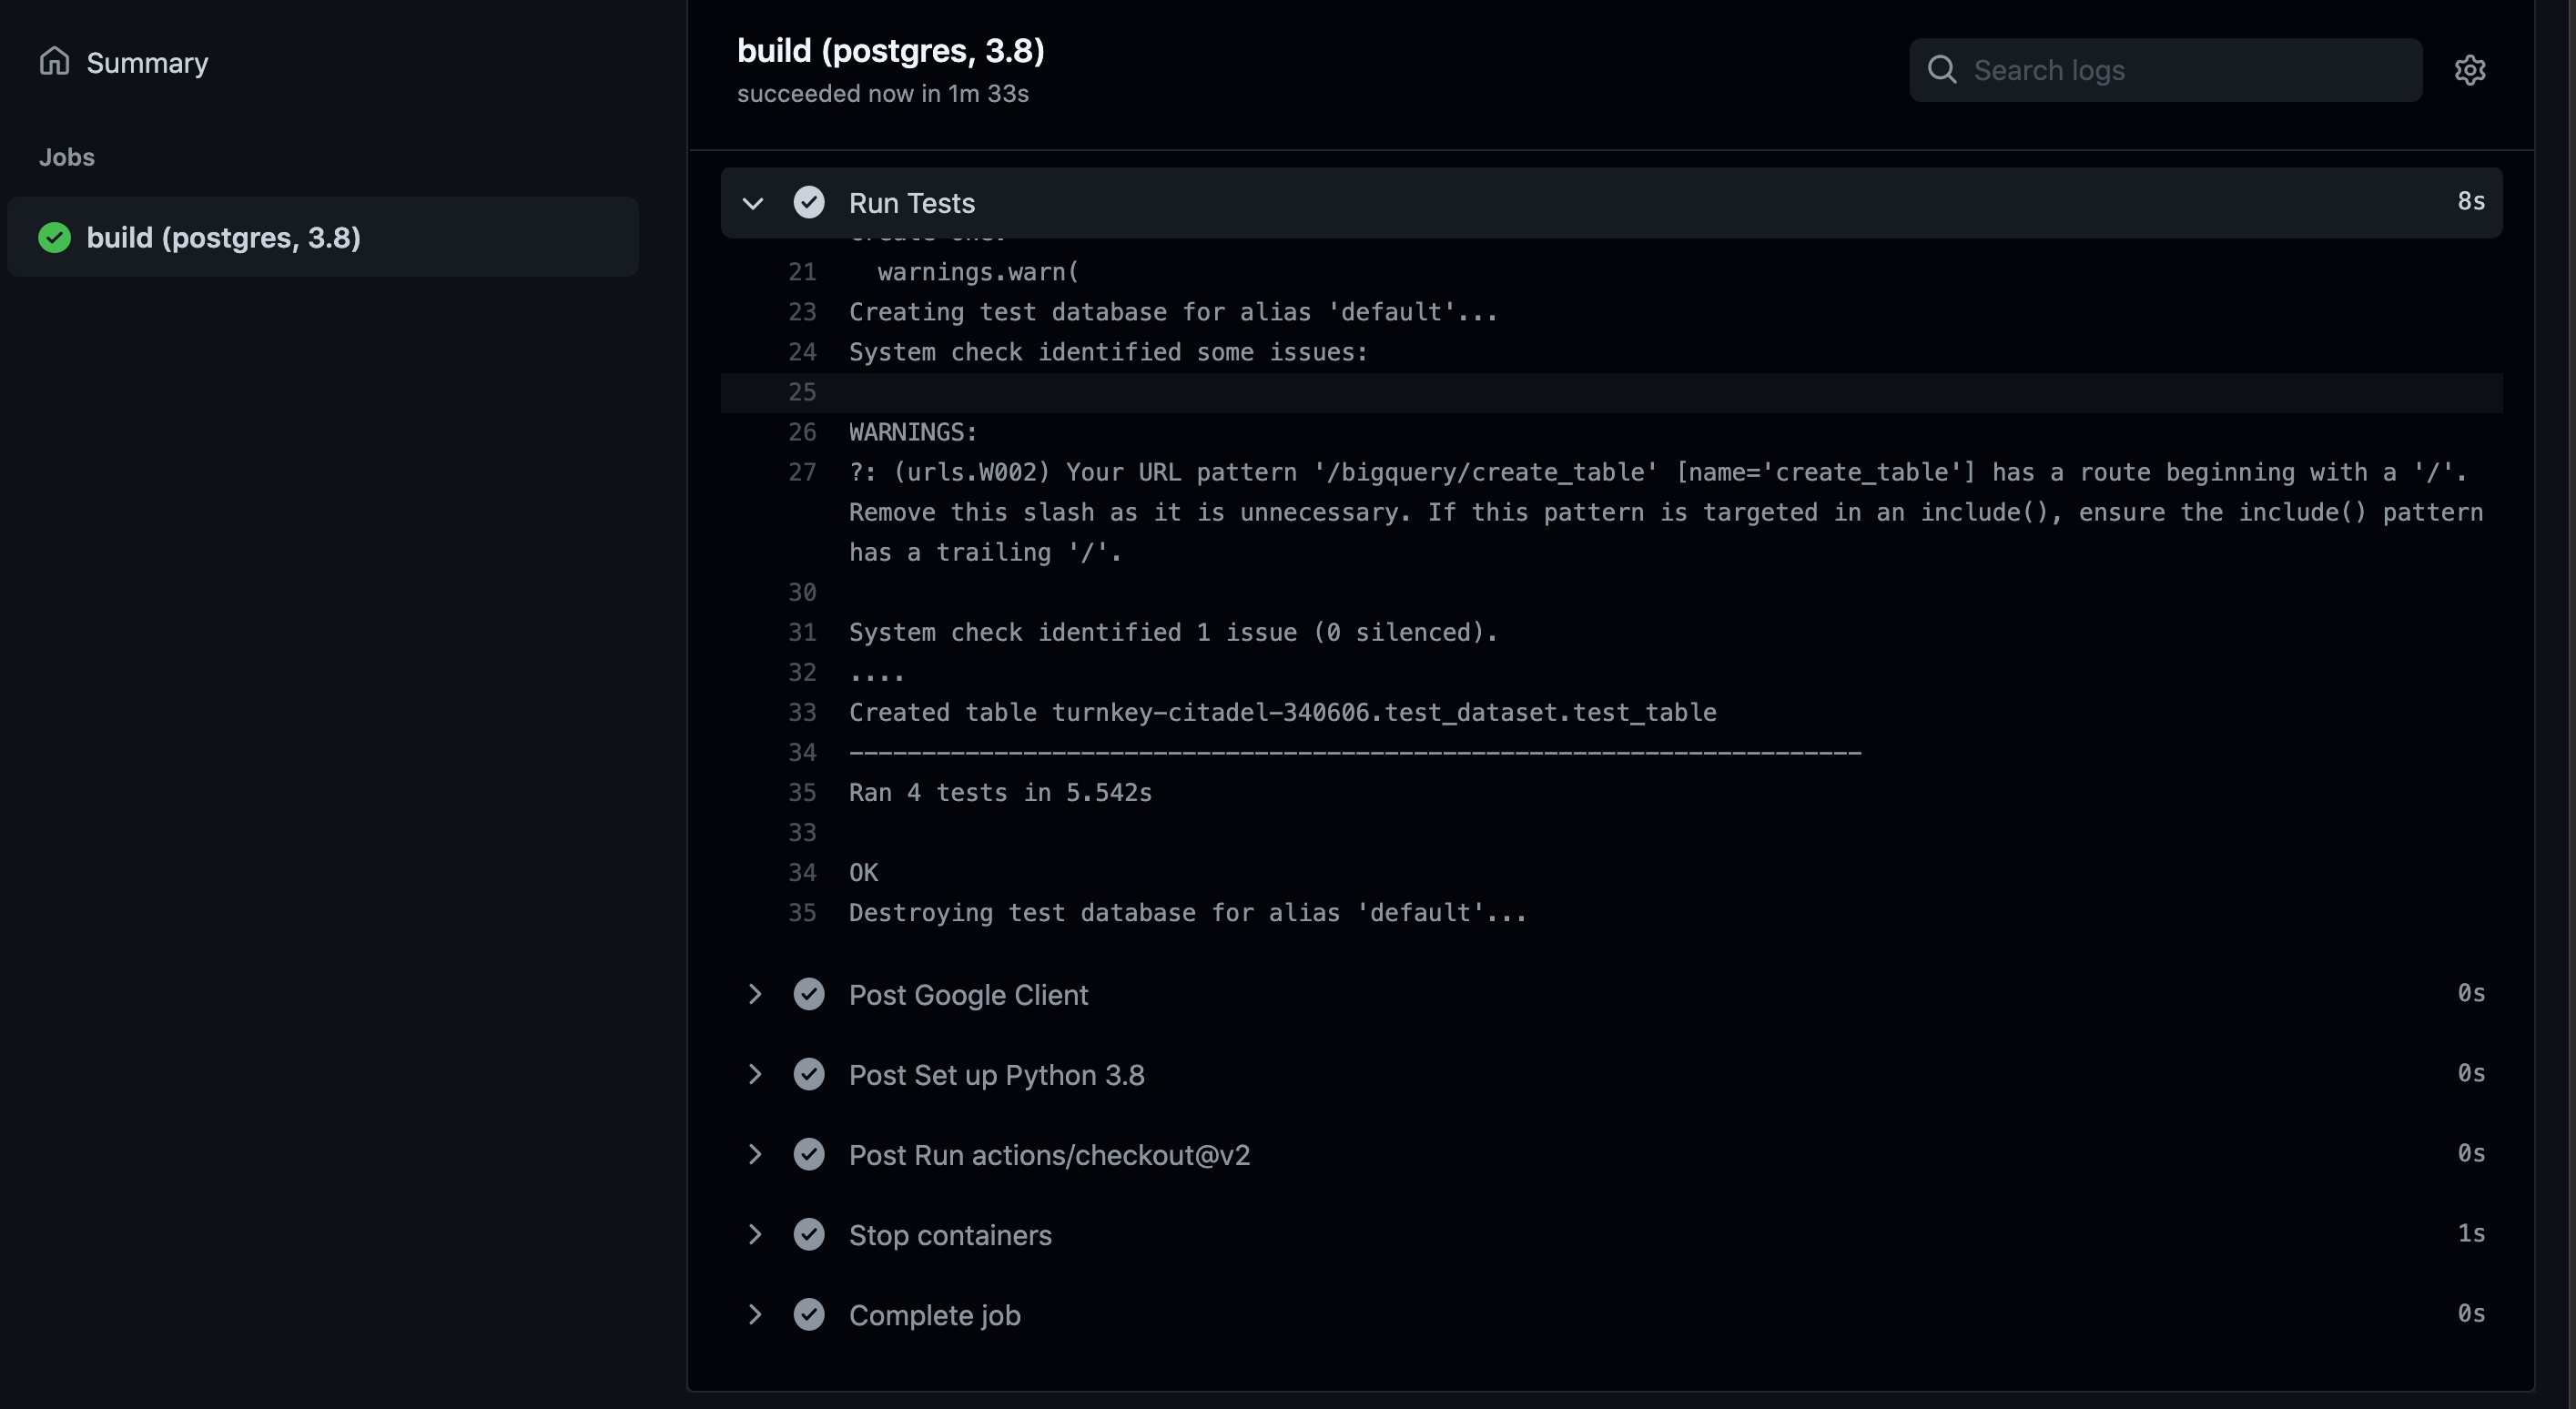 Summary
Jobs
build (postgres, 3.8)
build (postgres, 3.8)
succeeded now in 1m 33s
Search logs
Run Tests 8s
21 warnings.warn(
23 Creating test database for alias 'default'...
24 System check identified some issues:
25
26 WARNINGS:
27 ?: (urls.W002) Your URL pattern '/bigquery/create_table' [name='create_table'] has a route beginning with a '/'.
Remove this slash as it is unnecessary. If this pattern is targeted in an include(), ensure the include() pattern
has a trailing '/'.
30
31 System check identified 1 issue (0 silenced).
32 ....
33 Created table turnkey-citadel-340606.test_dataset.test_table
34 ----------------------------------------------------------------------
35 Ran 4 tests in 5.542s
33
34 OK
35 Destroying test database for alias 'default'...
Post Google Client 0s
Post Set up Python 3.8 0s
Post Run actions/checkout@v2 0s
Stop containers 1s
Complete job 0s